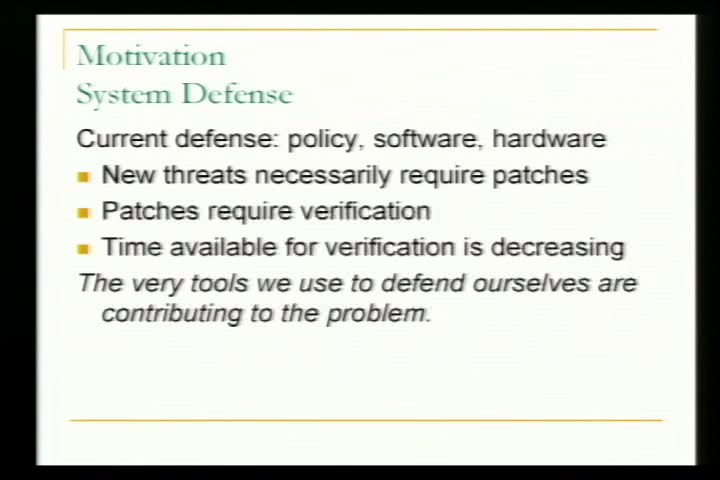 Motivation
System Defense
Current defense: policy, software, hardware
New threats necessarily require patches
Patches require verification
Time available for verification is decreasing
The very tools we use to defend ourselves are
contributing to the problem.